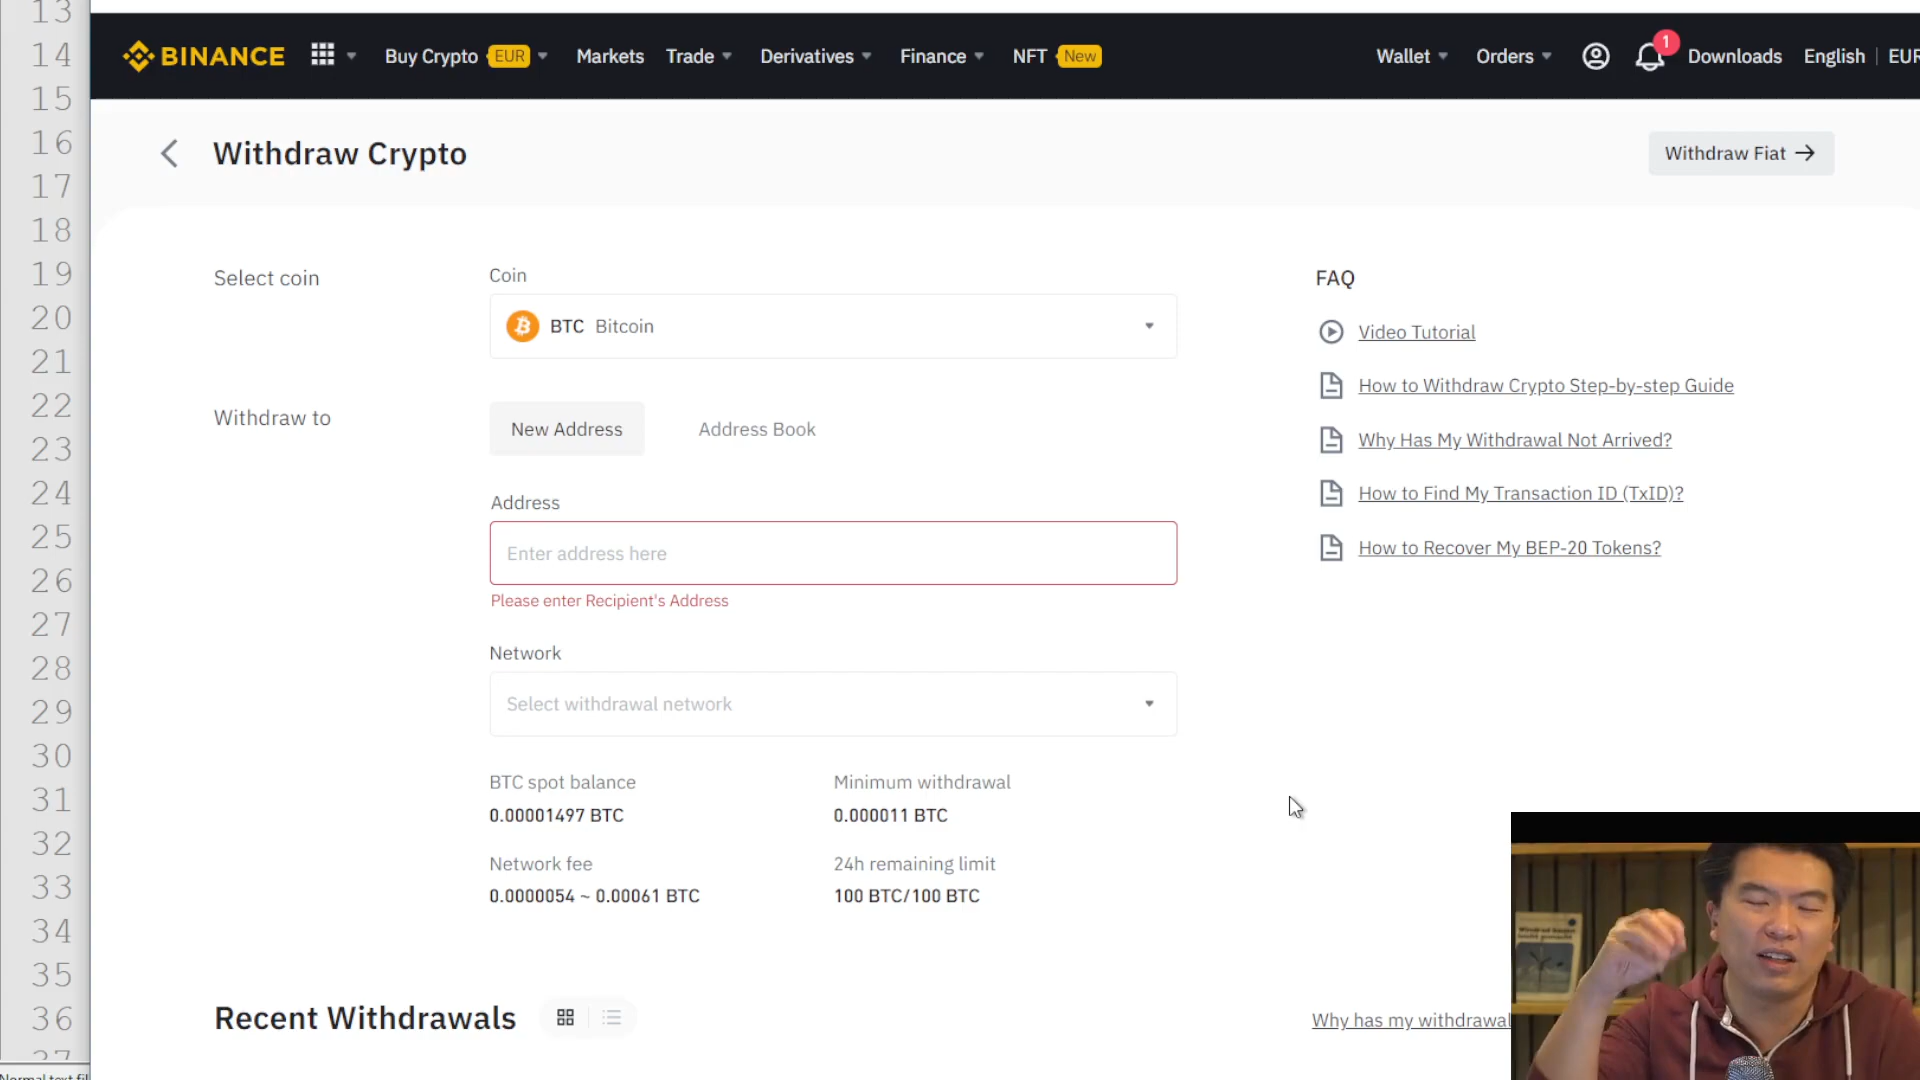 13
14
15
16
17
18
19
20
21
22
23
24
25
26
27
28
29
30
31
32
33
34
35
36
37
BINANCE
Buy Crypto EUR
Markets
Trade
Derivatives
Finance
NFT New
Wallet
Orders
1
Downloads
English
EUR
Withdraw Crypto
Withdraw Fiat →
Select coin
Coin
BTC Bitcoin
Withdraw to
New Address
Address Book
Address
Enter address here
Please enter Recipient's Address
Network
Select withdrawal network
BTC spot balance
0.00001497 BTC
Minimum withdrawal
0.000011 BTC
Network fee
0.0000054 ~ 0.00061 BTC
24h remaining limit
100 BTC/100 BTC
FAQ
Video Tutorial
How to Withdraw Crypto Step-by-step Guide
Why Has My Withdrawal Not Arrived?
How to Find My Transaction ID (TxID)?
How to Recover My BEP-20 Tokens?
Recent Withdrawals
Why has my withdrawal
Normal text fil